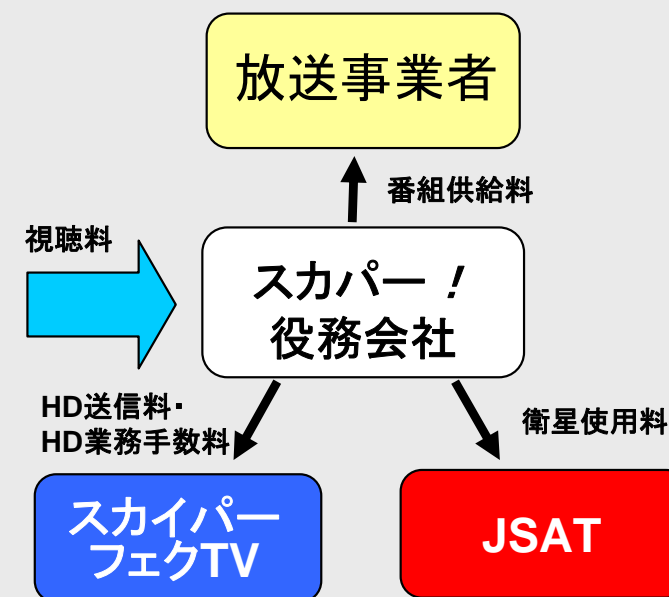 放送事業者
番組供給料
視聴料
スカパー！
役務会社
HD送信料・
HD業務手数料
衛星使用料
スカイパー
フェクTV
JSAT